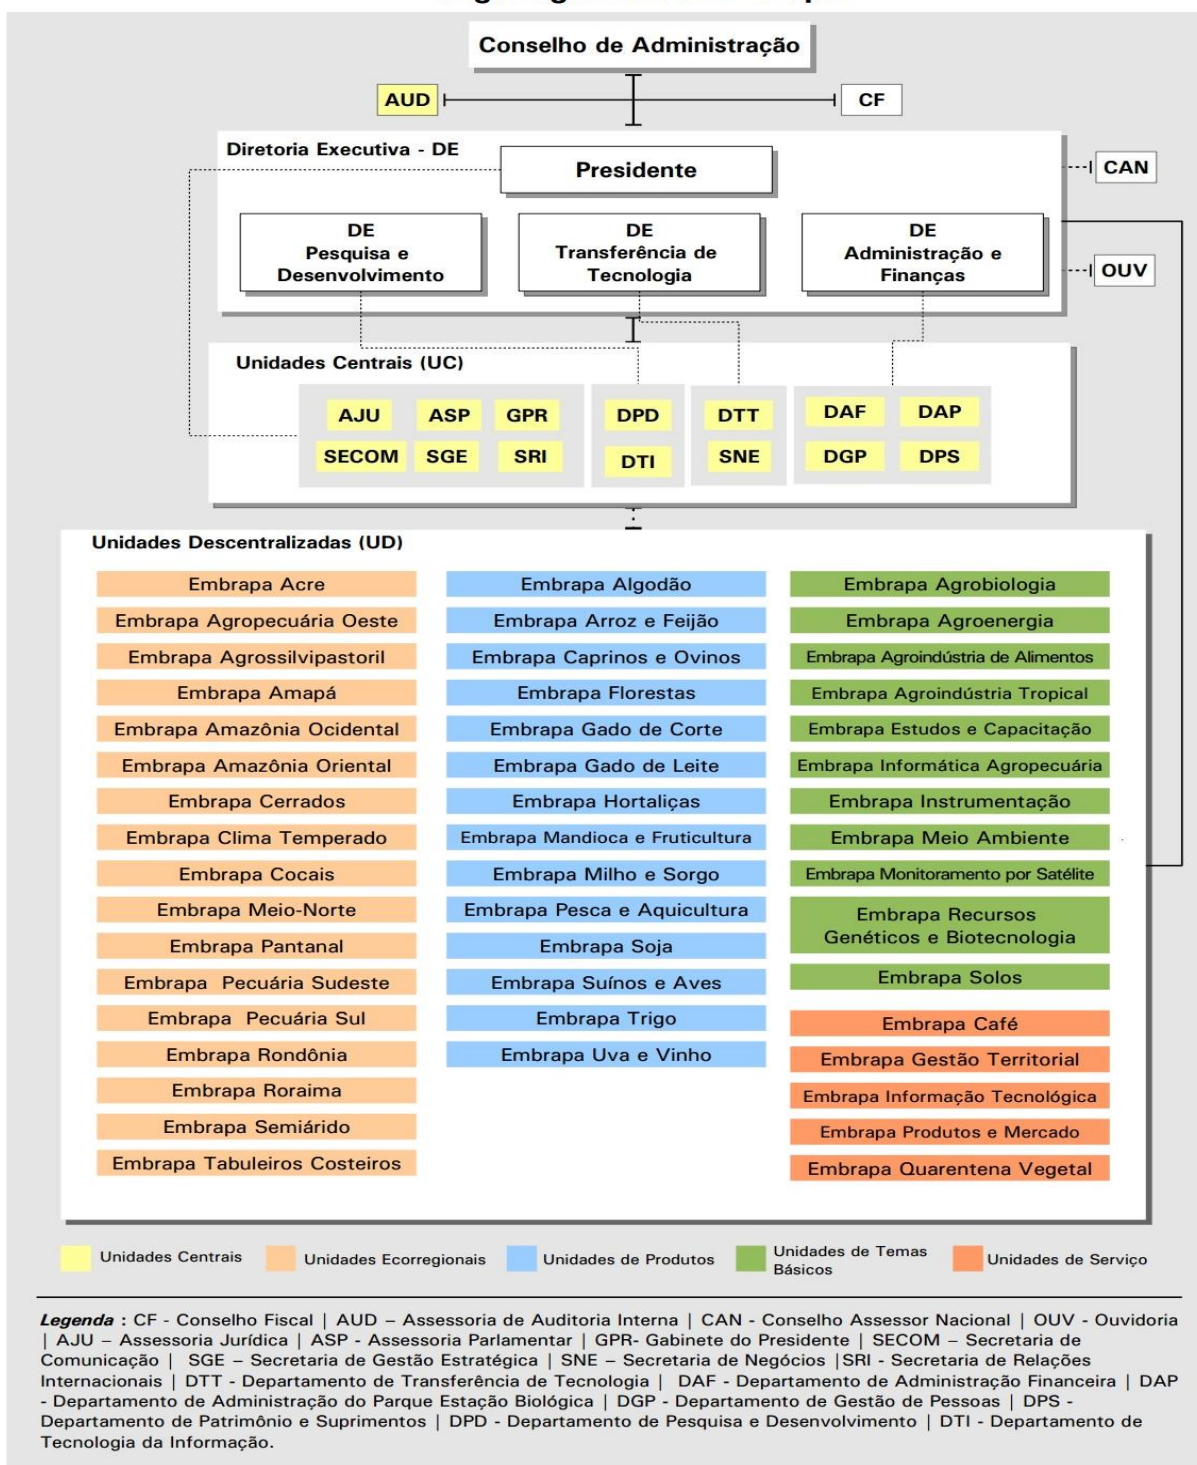 Conselho de Administração
AUD
CF
Diretoria Executiva - DE
Presidente
CAN
DE
Pesquisa e
Desenvolvimento
DE
Transferência de
Tecnologia
DE
Administração e
Finanças
OUV
Unidades Centrais (UC)
AJU
ASP
GPR
SECOM
SGE
SRI
DPD
DTI
DTT
SNE
DAF
DAP
DGP
DPS
Unidades Descentralizadas (UD)
Embrapa Acre
Embrapa Agropecuária Oeste
Embrapa Agrossilvipastoril
Embrapa Amapá
Embrapa Amazônia Ocidental
Embrapa Amazônia Oriental
Embrapa Cerrados
Embrapa Clima Temperado
Embrapa Cocais
Embrapa Meio-Norte
Embrapa Pantanal
Embrapa Pecuária Sudeste
Embrapa Pecuária Sul
Embrapa Rondônia
Embrapa Roraima
Embrapa Semiárido
Embrapa Tabuleiros Costeiros
Embrapa Algodão
Embrapa Arroz e Feijão
Embrapa Caprinos e Ovinos
Embrapa Florestas
Embrapa Gado de Corte
Embrapa Gado de Leite
Embrapa Hortaliças
Embrapa Mandioca e Fruticultura
Embrapa Milho e Sorgo
Embrapa Pesca e Aquicultura
Embrapa Soja
Embrapa Suínos e Aves
Embrapa Trigo
Embrapa Uva e Vinho
Embrapa Agrobiologia
Embrapa Agroenergia
Embrapa Agroindústria de Alimentos
Embrapa Agroindústria Tropical
Embrapa Estudos e Capacitação
Embrapa Informática Agropecuária
Embrapa Instrumentação
Embrapa Meio Ambiente
Embrapa Monitoramento por Satélite
Embrapa Recursos
Genéticos e Biotecnologia
Embrapa Solos
Embrapa Café
Embrapa Gestão Territorial
Embrapa Informação Tecnológica
Embrapa Produtos e Mercado
Embrapa Quarentena Vegetal
Unidades Centrais
Unidades Ecorregionais
Unidades de Produtos
Unidades de Temas
Básicos
Unidades de Serviço
Legenda : CF - Conselho Fiscal | AUD – Assessoria de Auditoria Interna | CAN - Conselho Assessor Nacional | OUV - Ouvidoria
| AJU – Assessoria Jurídica | ASP - Assessoria Parlamentar | GPR- Gabinete do Presidente | SECOM – Secretaria de
Comunicação | SGE – Secretaria de Gestão Estratégica | SNE – Secretaria de Negócios |SRI - Secretaria de Relações
Internacionais | DTT - Departamento de Transferência de Tecnologia | DAF - Departamento de Administração Financeira | DAP
- Departamento de Administração do Parque Estação Biológica | DGP - Departamento de Gestão de Pessoas | DPS -
Departamento de Patrimônio e Suprimentos | DPD - Departamento de Pesquisa e Desenvolvimento | DTI - Departamento de
Tecnologia da Informação.